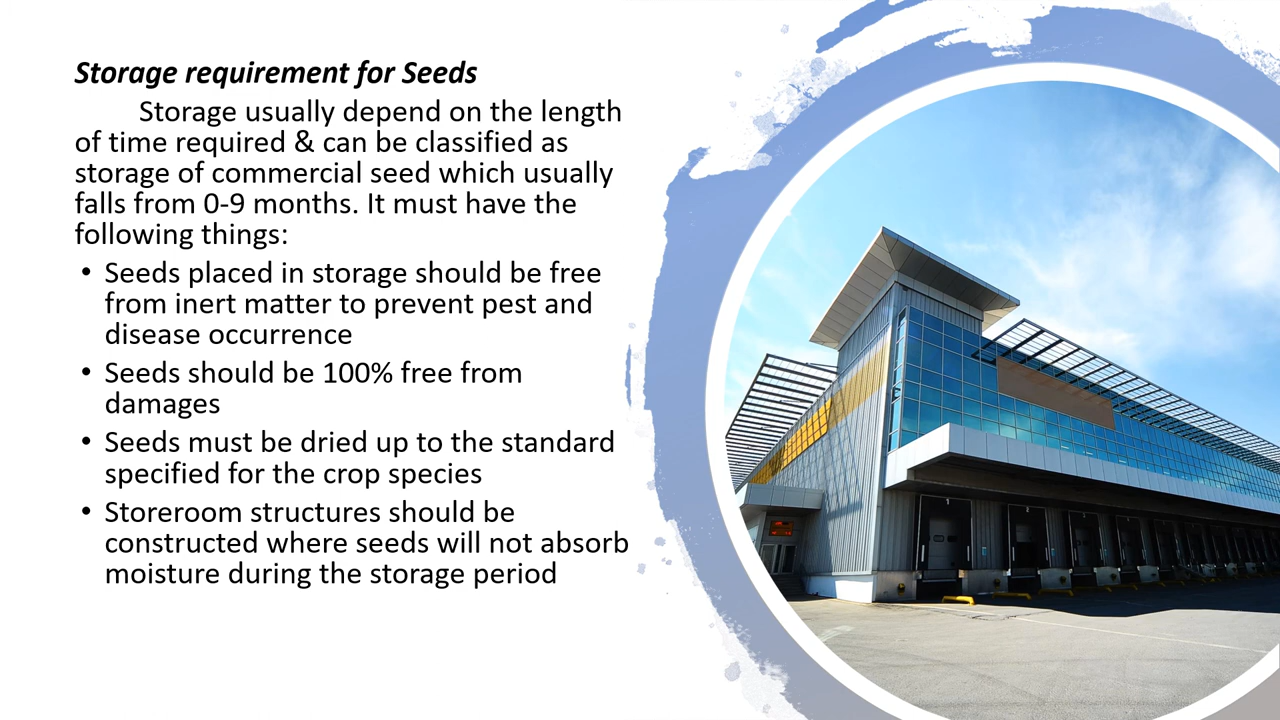 Storage requirement for Seeds
Storage usually depend on the length
of time required & can be classified as
storage of commercial seed which usually
falls from 0-9 months. It must have the
following things:
• Seeds placed in storage should be free
from inert matter to prevent pest and
disease occurrence
• Seeds should be 100% free from
damages
• Seeds must be dried up to the standard
specified for the crop species
• Storeroom structures should be
constructed where seeds will not absorb
moisture during the storage period